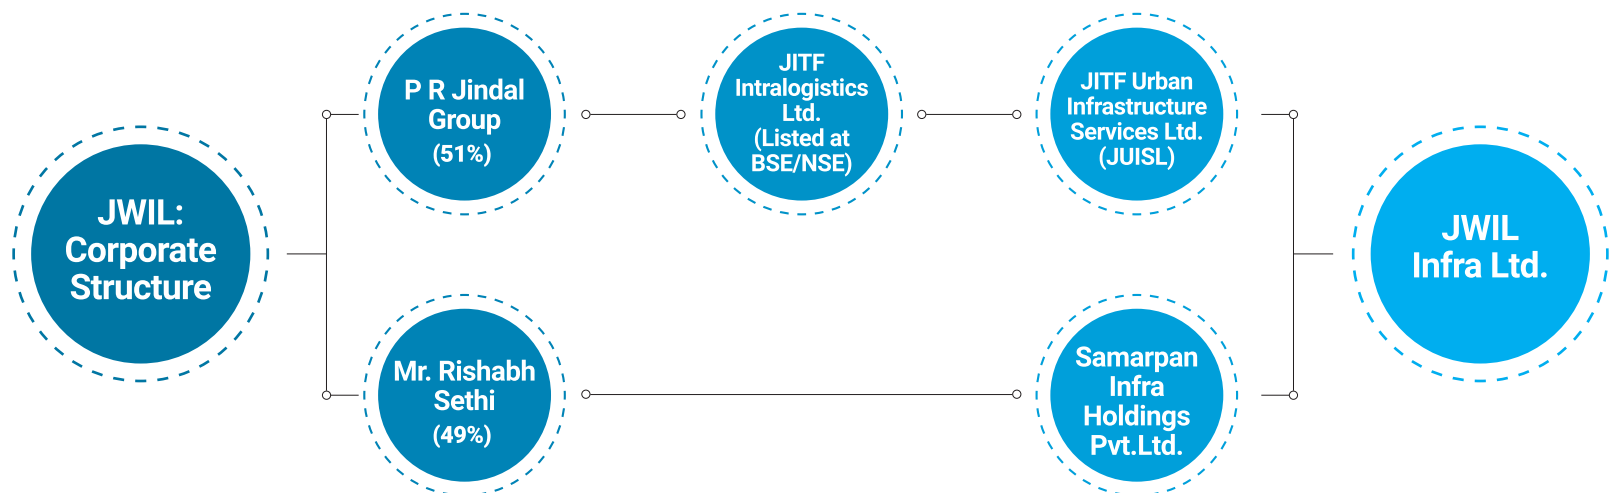 JWIL:
Corporate
Structure
P R Jindal
Group
(51%)
JITF
Intralogistics
Ltd.
(Listed at
BSE/NSE)
JITF Urban
Infrastructure
Services Ltd.
(JUISL)
Mr. Rishabh
Sethi
(49%)
Samarpan
Infra
Holdings
Pvt.Ltd.
JWIL
Infra Ltd.